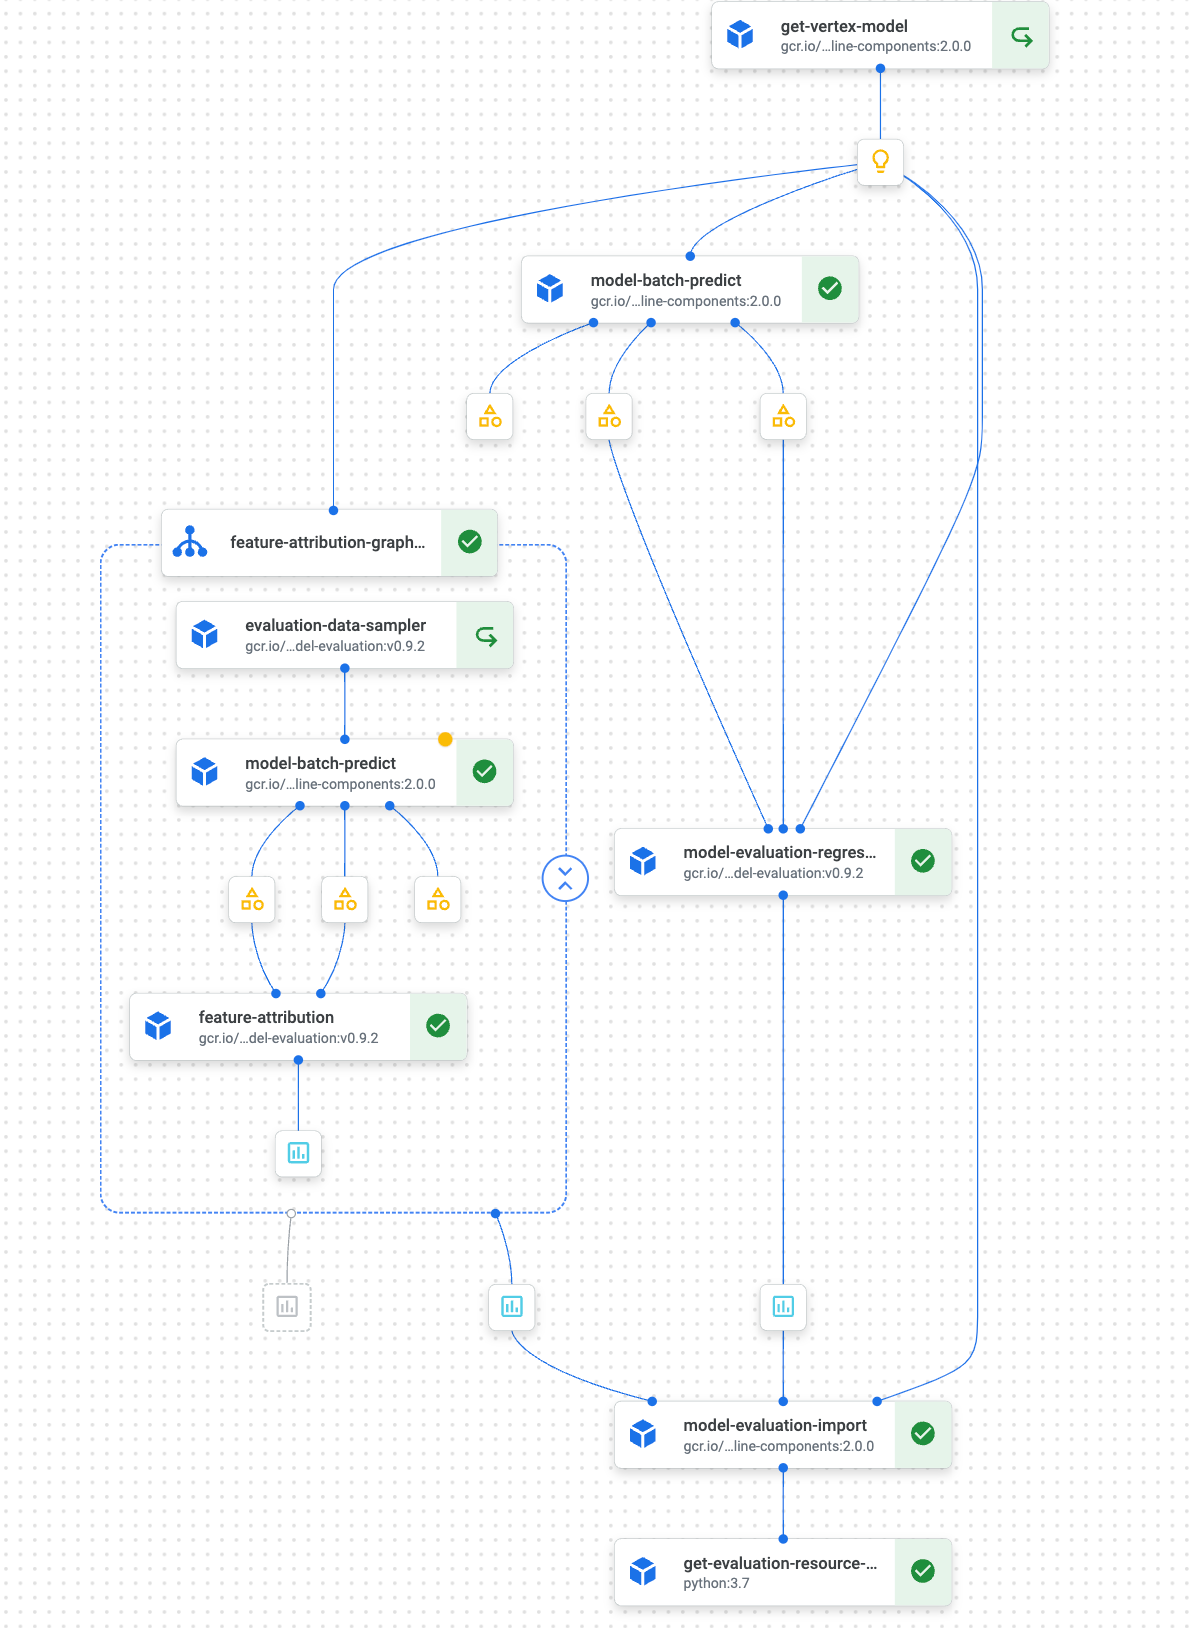 get-vertex-model
gcr.io/...line-components:2.0.0
model-batch-predict
gcr.io/...line-components:2.0.0
feature-attribution-graph...
evaluation-data-sampler
gcr.io/...del-evaluation:v0.9.2
model-batch-predict
gcr.io/...line-components:2.0.0
model-evaluation-regres...
gcr.io/...del-evaluation:v0.9.2
feature-attribution
gcr.io/...del-evaluation:v0.9.2
model-evaluation-import
gcr.io/...line-components:2.0.0
get-evaluation-resource-...
python:3.7